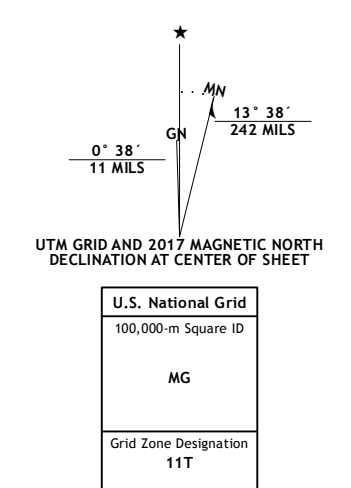 ★
MN
GN
13° 38´
242 MILS
0° 38´
11 MILS
UTM GRID AND 2017 MAGNETIC NORTH
DECLINATION AT CENTER OF SHEET
U.S. National Grid
100,000-m Square ID
MG
Grid Zone Designation
11T